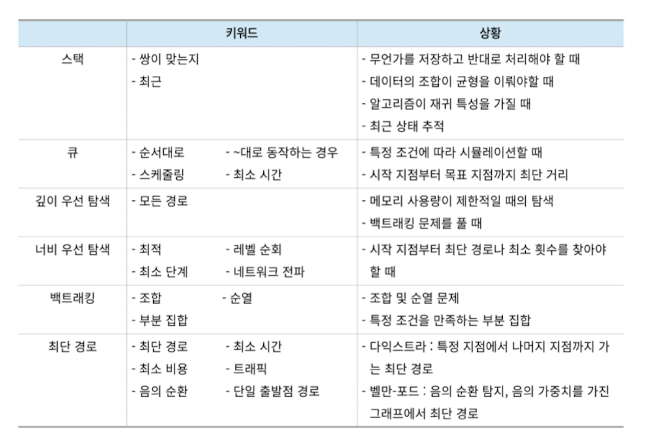 키워드 상황
스택 - 쌍이 맞는지 - 무언가를 저장하고 반대로 처리해야 할 때
- 최근 - 데이터의 조합이 균형을 이뤄야할 때
- 알고리즘이 재귀 특성을 가질 때
- 최근 상태 추적
큐 - 순서대로 - ~대로 동작하는 경우 - 특정 조건에 따라 시뮬레이션할 때
- 스케줄링 - 최소 시간 - 시작 지점부터 목표 지점까지 최단 거리
깊이 우선 탐색 - 모든 경로 - 메모리 사용량이 제한적일 때의 탐색
- 백트래킹 문제를 풀 때
너비 우선 탐색 - 최적 - 레벨 순회 - 시작 지점부터 최단 경로나 최소 횟수를 찾아야
- 최소 단계 - 네트워크 전파 할 때
백트래킹 - 조합 - 순열 - 조합 및 순열 문제
- 부분 집합 - 특정 조건을 만족하는 부분 집합
최단 경로 - 최단 경로 - 최소 시간 - 다익스트라 : 특정 지점에서 나머지 지점까지 가
- 최소 비용 - 트래픽 는 최단 경로
- 음의 순환 - 단일 출발점 경로 - 벨만-포드 : 음의 순환 탐지, 음의 가중치를 가진
그래프에서 최단 경로